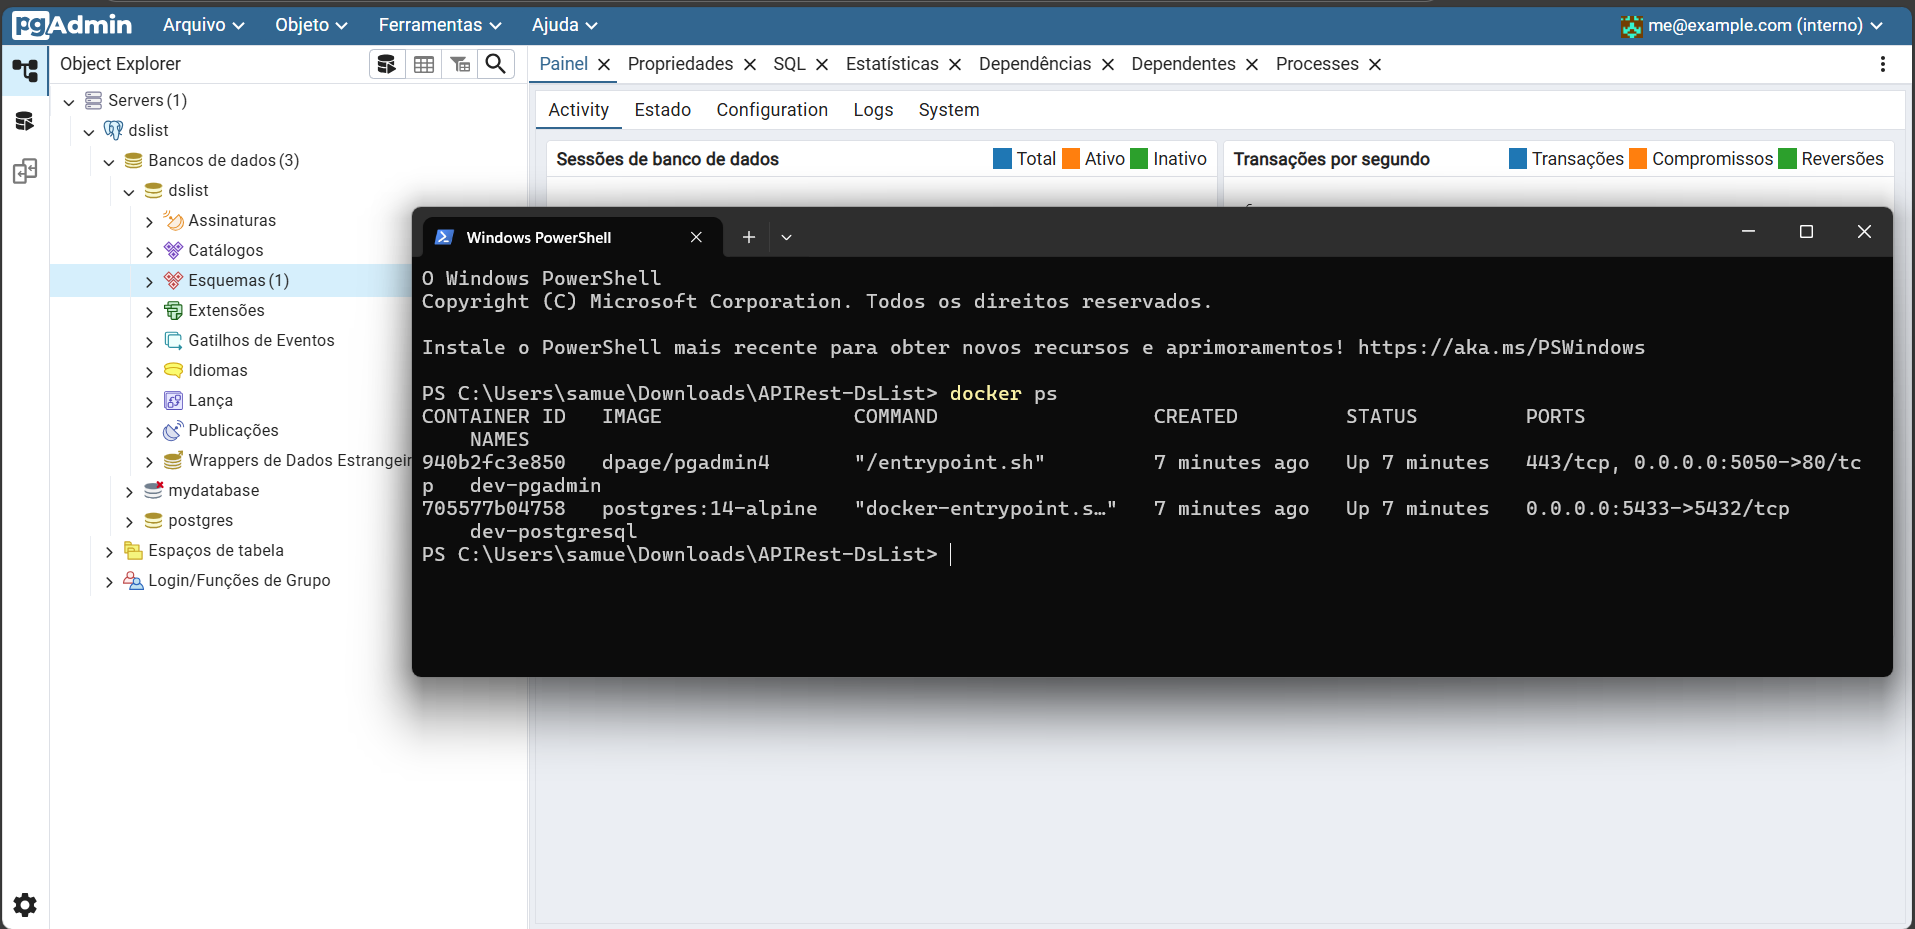 pgAdmin Arquivo Objeto Ferramentas Ajuda me@example.com (interno)
Object Explorer
Painel Propriedades SQL Estatísticas Dependências Dependentes Processes
Servers (1)
dslist
Bancos de dados (3)
dslist
Assinaturas
Catálogos
Esquemas (1)
Extensões
Gatilhos de Eventos
Idiomas
Lança
Publicações
Wrappers de Dados Estrangeir
mydatabase
postgres
Espaços de tabela
Login/Funções de Grupo
Activity Estado Configuration Logs System
Sessões de banco de dados Total Ativo Inativo
Transações por segundo Transações Compromissos Reversões
Windows PowerShell
O Windows PowerShell
Copyright (C) Microsoft Corporation. Todos os direitos reservados.
Instale o PowerShell mais recente para obter novos recursos e aprimoramentos! https://aka.ms/PSWindows
PS C:\Users\samue\Downloads\APIRest-DsList> docker ps
CONTAINER ID IMAGE COMMAND CREATED STATUS PORTS
NAMES
940b2fc3e850 dpage/pgadmin4 "/entrypoint.sh" 7 minutes ago Up 7 minutes 443/tcp, 0.0.0.0:5050->80/tc
p dev-pgadmin
705577b04758 postgres:14-alpine "docker-entrypoint.s…" 7 minutes ago Up 7 minutes 0.0.0.0:5433->5432/tcp
dev-postgresql
PS C:\Users\samue\Downloads\APIRest-DsList>